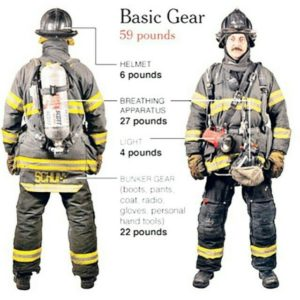 Basic Gear
59 pounds
HELMET
6 pounds
BREATHING
APPARATUS
27 pounds
LIGHT
4 pounds
BUNKER GEAR
(boots, pants,
coat, radio,
gloves, personal
hand tools)
22 pounds
SCOTT